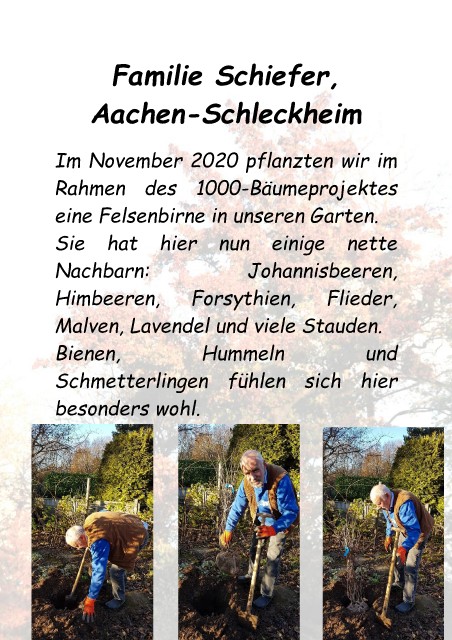 Familie Schiefer,
Aachen-Schleckheim
Im November 2020 pflanzten wir im
Rahmen des 1000-Bäumeprojektes
eine Felsenbirne in unseren Garten.
Sie hat hier nun einige nette
Nachbarn: Johannisbeeren,
Himbeeren, Forsythien, Flieder,
Malven, Lavendel und viele Stauden.
Bienen, Hummeln und
Schmetterlingen fühlen sich hier
besonders wohl.